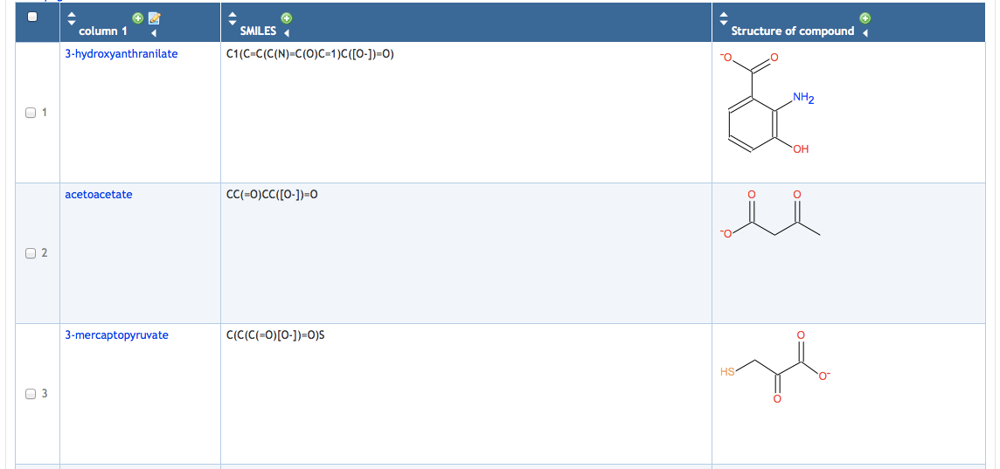 column 1
SMILES
Structure of compound
3-hydroxyanthranilate
C1(C=C(C(N)=C(O)C=1)C([O-])=O)
-O
O
NH2
OH
1
acetoacetate
CC(=O)CC([O-])=O
O
O
-O
2
3-mercaptopyruvate
C(C(C(=O)[O-])=O)S
O
HS
O-
O
3